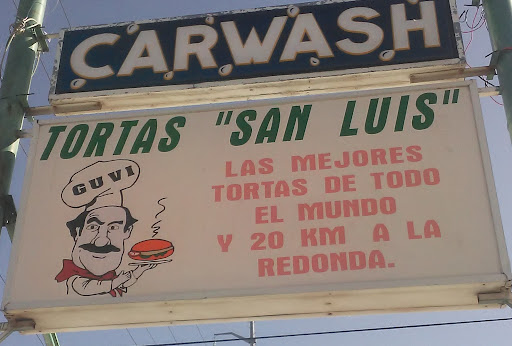 CARWASH
TORTAS "SAN LUIS"
GUVI
LAS MEJORES
TORTAS DE TODO
EL MUNDO
Y 20 KM A LA
REDONDA.